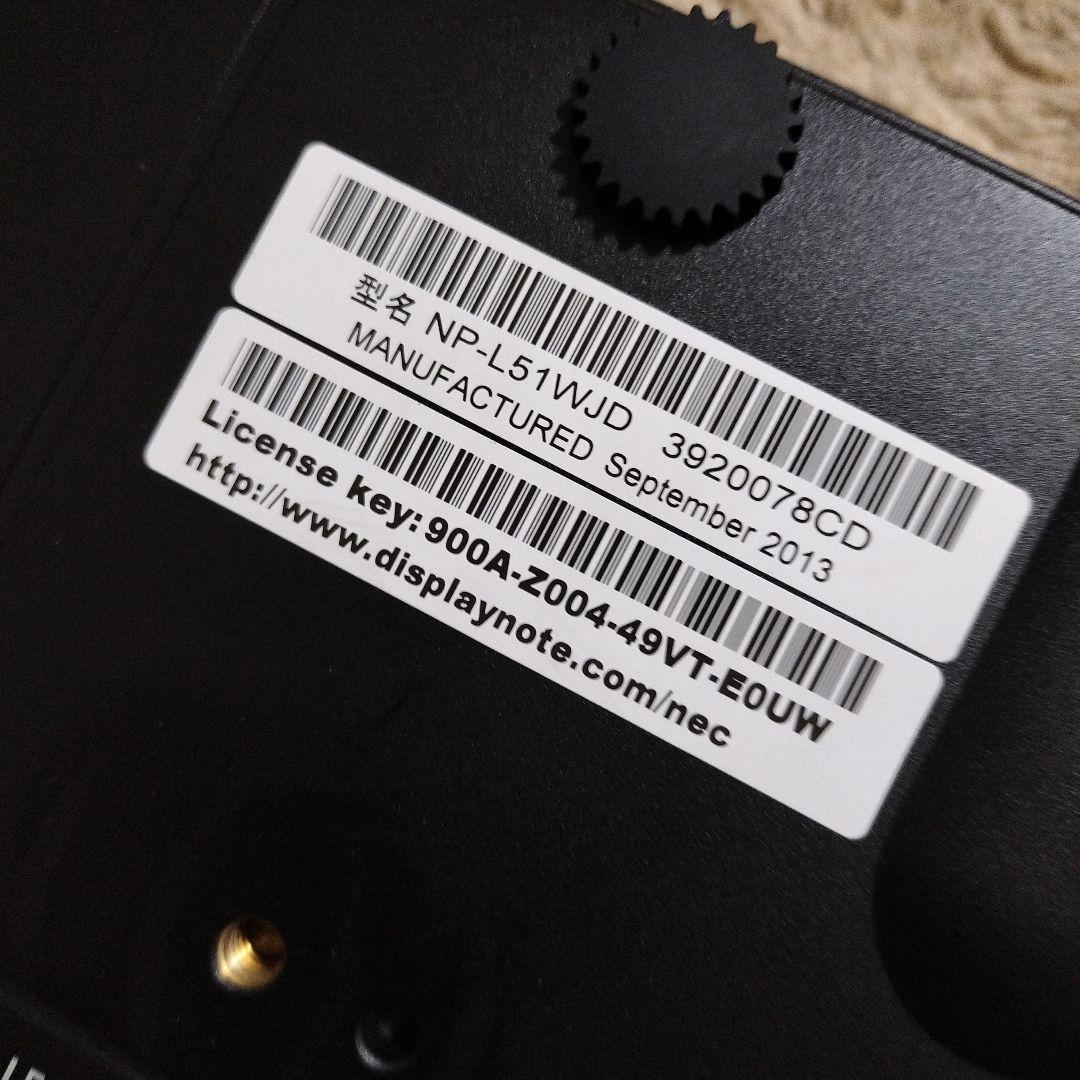 型名 NP-L51WJD 3920078CD
MANUFACTURED September 2013
License key: 900A-Z004-49VT-E0UW
http://www.displaynote.com/nec